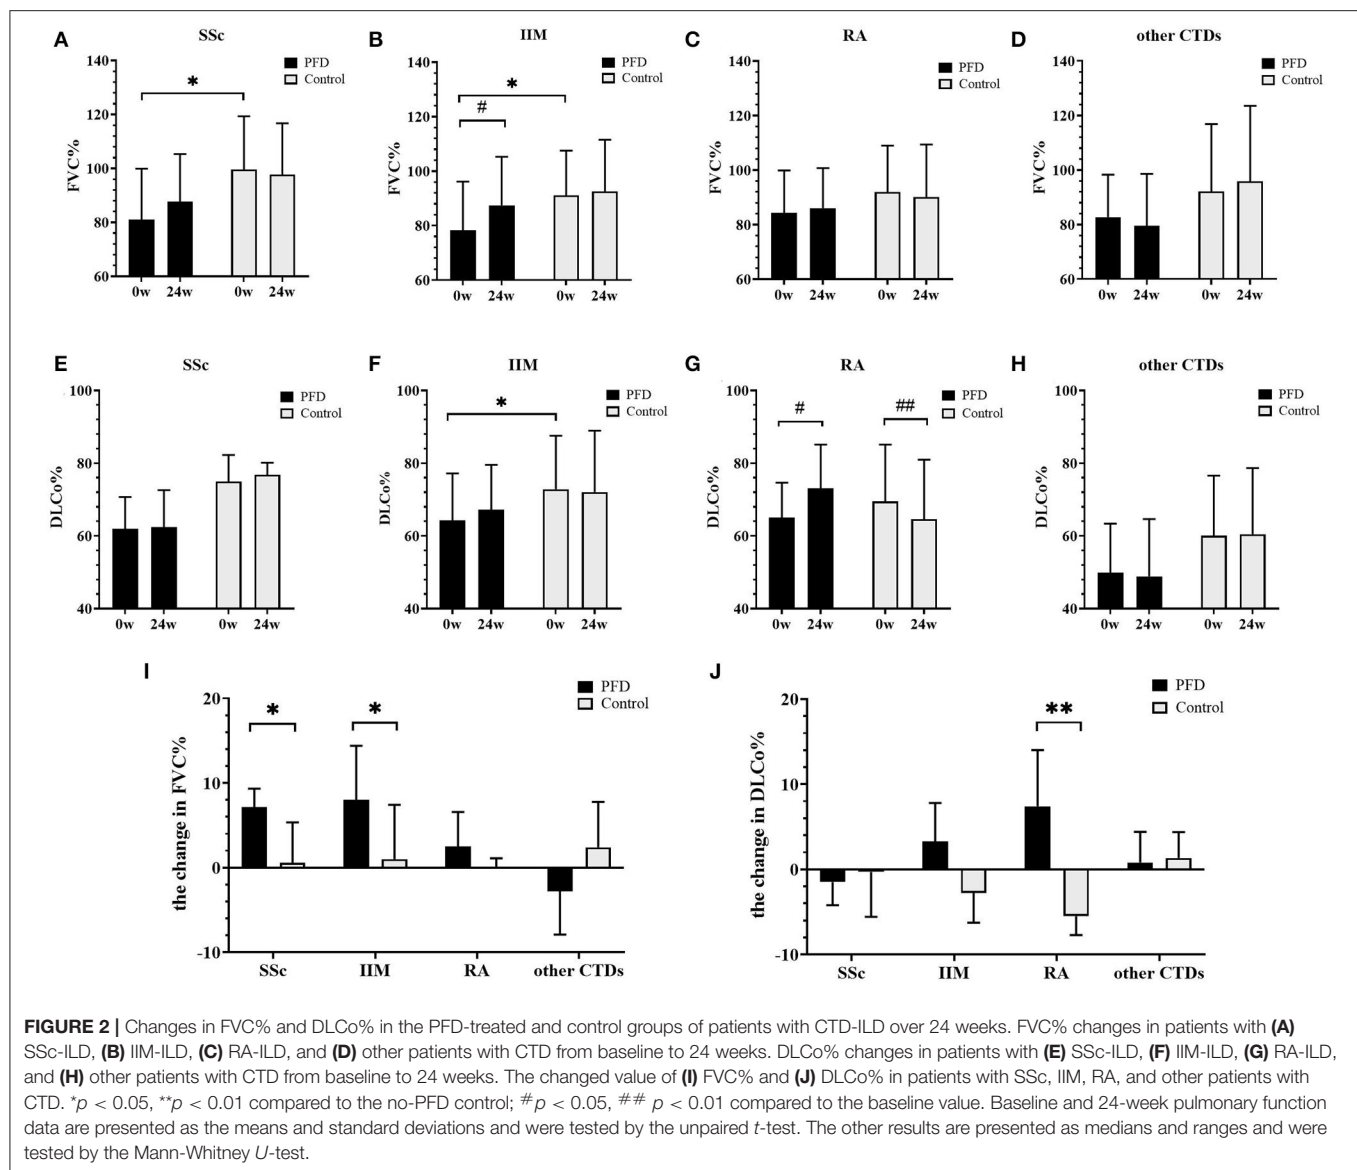 A SSc
PFD
Control
FVC%
140
120
100
80
60
*
0w 24w 0w 24w
B IIM
PFD
Control
FVC%
140
120
100
80
60
*
#
0w 24w 0w 24w
C RA
PFD
Control
FVC%
140
120
100
80
60
0w 24w 0w 24w
D other CTDs
PFD
Control
FVC%
140
120
100
80
60
0w 24w 0w 24w
E SSc
PFD
Control
DLCo%
100
80
60
40
0w 24w 0w 24w
F IIM
PFD
Control
DLCo%
100
80
60
40
*
0w 24w 0w 24w
G RA
PFD
Control
DLCo%
100
80
60
40
#
##
0w 24w 0w 24w
H other CTDs
PFD
Control
DLCo%
100
80
60
40
0w 24w 0w 24w
I
PFD
Control
the change in FVC%
20
10
0
-10
*
*
SSc IIM RA other CTDs
J
PFD
Control
the change in DLCo%
20
10
0
-10
**
SSc IIM RA other CTDs
FIGURE 2 | Changes in FVC% and DLCo% in the PFD-treated and control groups of patients with CTD-ILD over 24 weeks. FVC% changes in patients with (A)
SSc-ILD, (B) IIM-ILD, (C) RA-ILD, and (D) other patients with CTD from baseline to 24 weeks. DLCo% changes in patients with (E) SSc-ILD, (F) IIM-ILD, (G) RA-ILD,
and (H) other patients with CTD from baseline to 24 weeks. The changed value of (I) FVC% and (J) DLCo% in patients with SSc, IIM, RA, and other patients with
CTD. *p < 0.05, **p < 0.01 compared to the no-PFD control; #p < 0.05, ## p < 0.01 compared to the baseline value. Baseline and 24-week pulmonary function
data are presented as the means and standard deviations and were tested by the unpaired t-test. The other results are presented as medians and ranges and were
tested by the Mann-Whitney U-test.